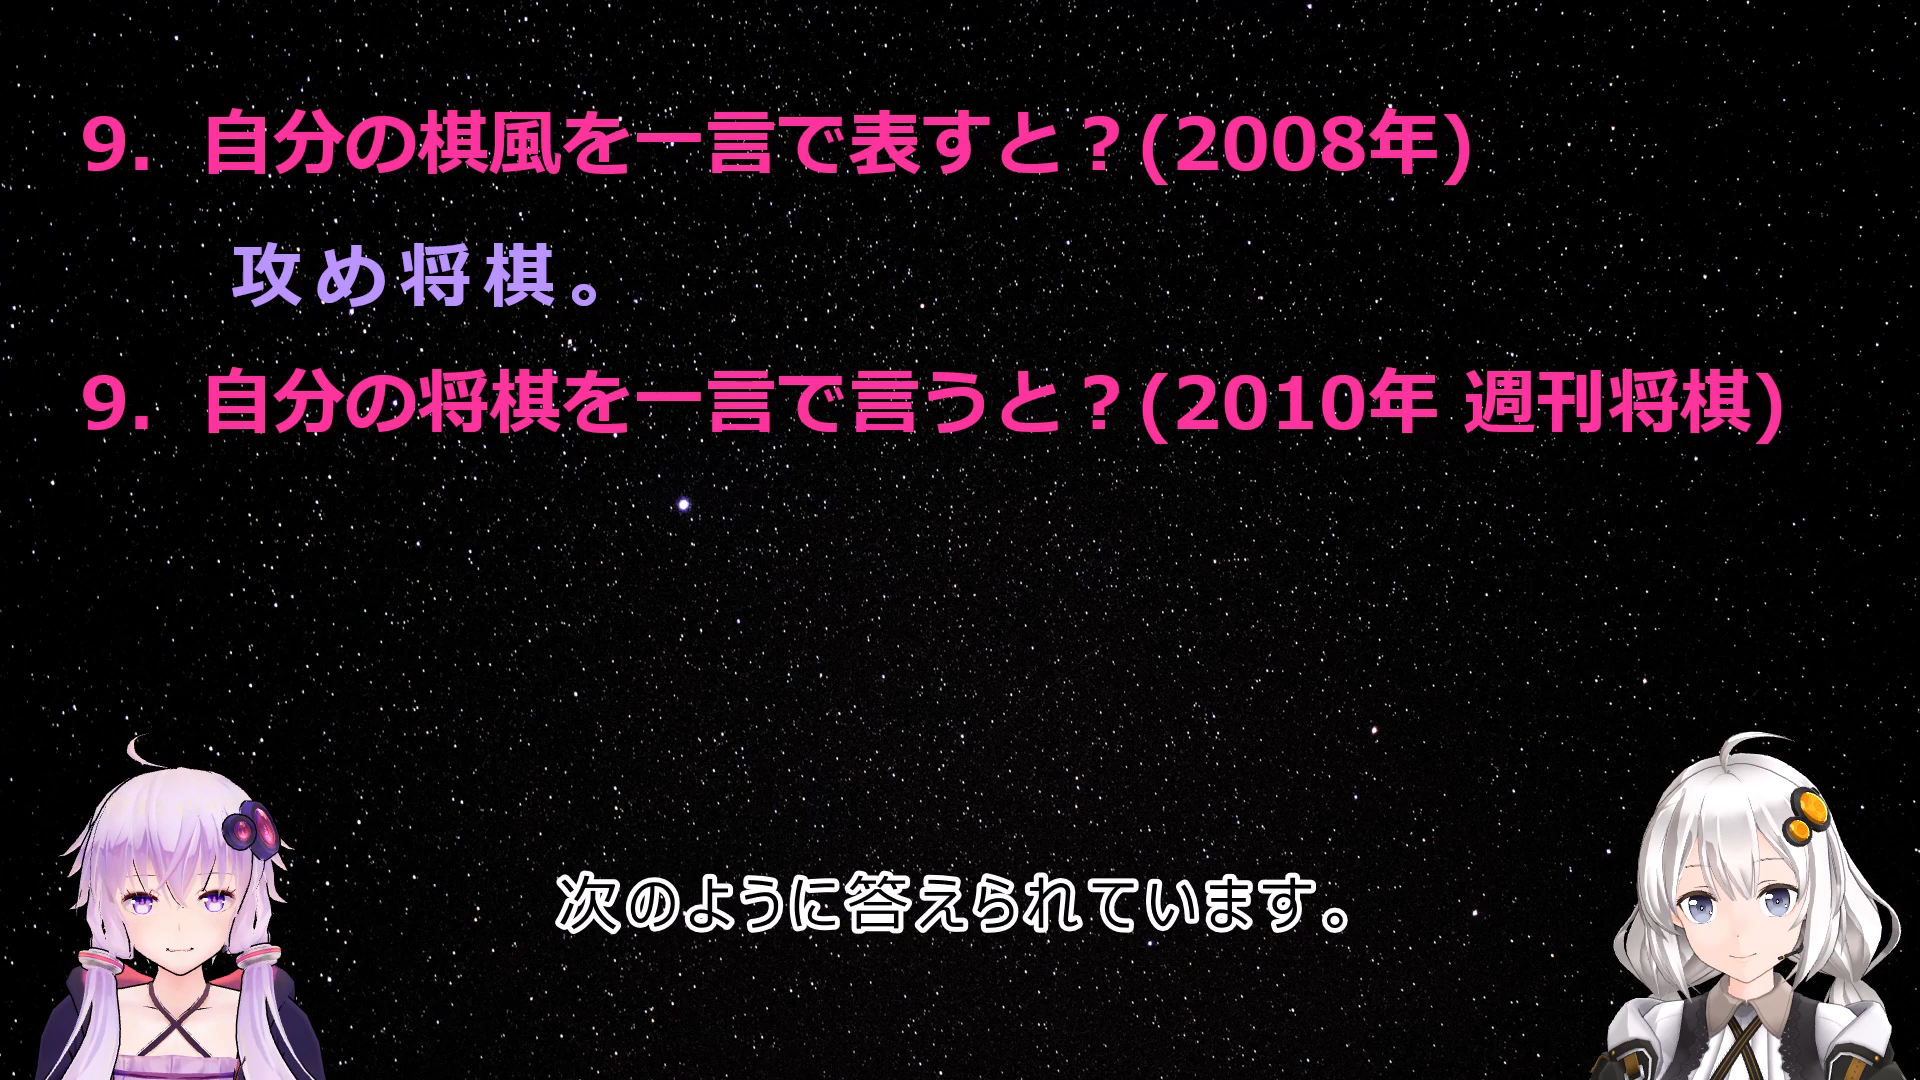 9. 自分の棋風を一言で表すと？(2008年)
攻め将棋。
9. 自分の将棋を一言で言うと？(2010年 週刊将棋)
次のように答えられています。